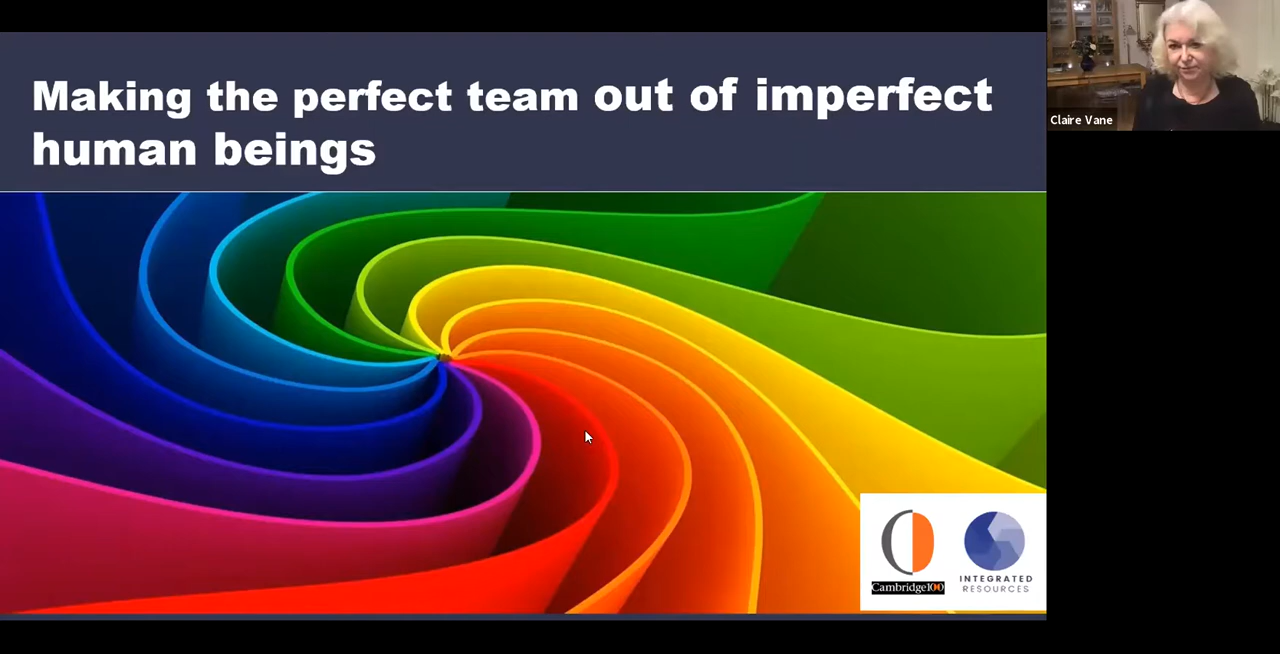 Making the perfect team out of imperfect
human beings
Claire Vane
Cambridge100
INTEGRATED
RESOURCES